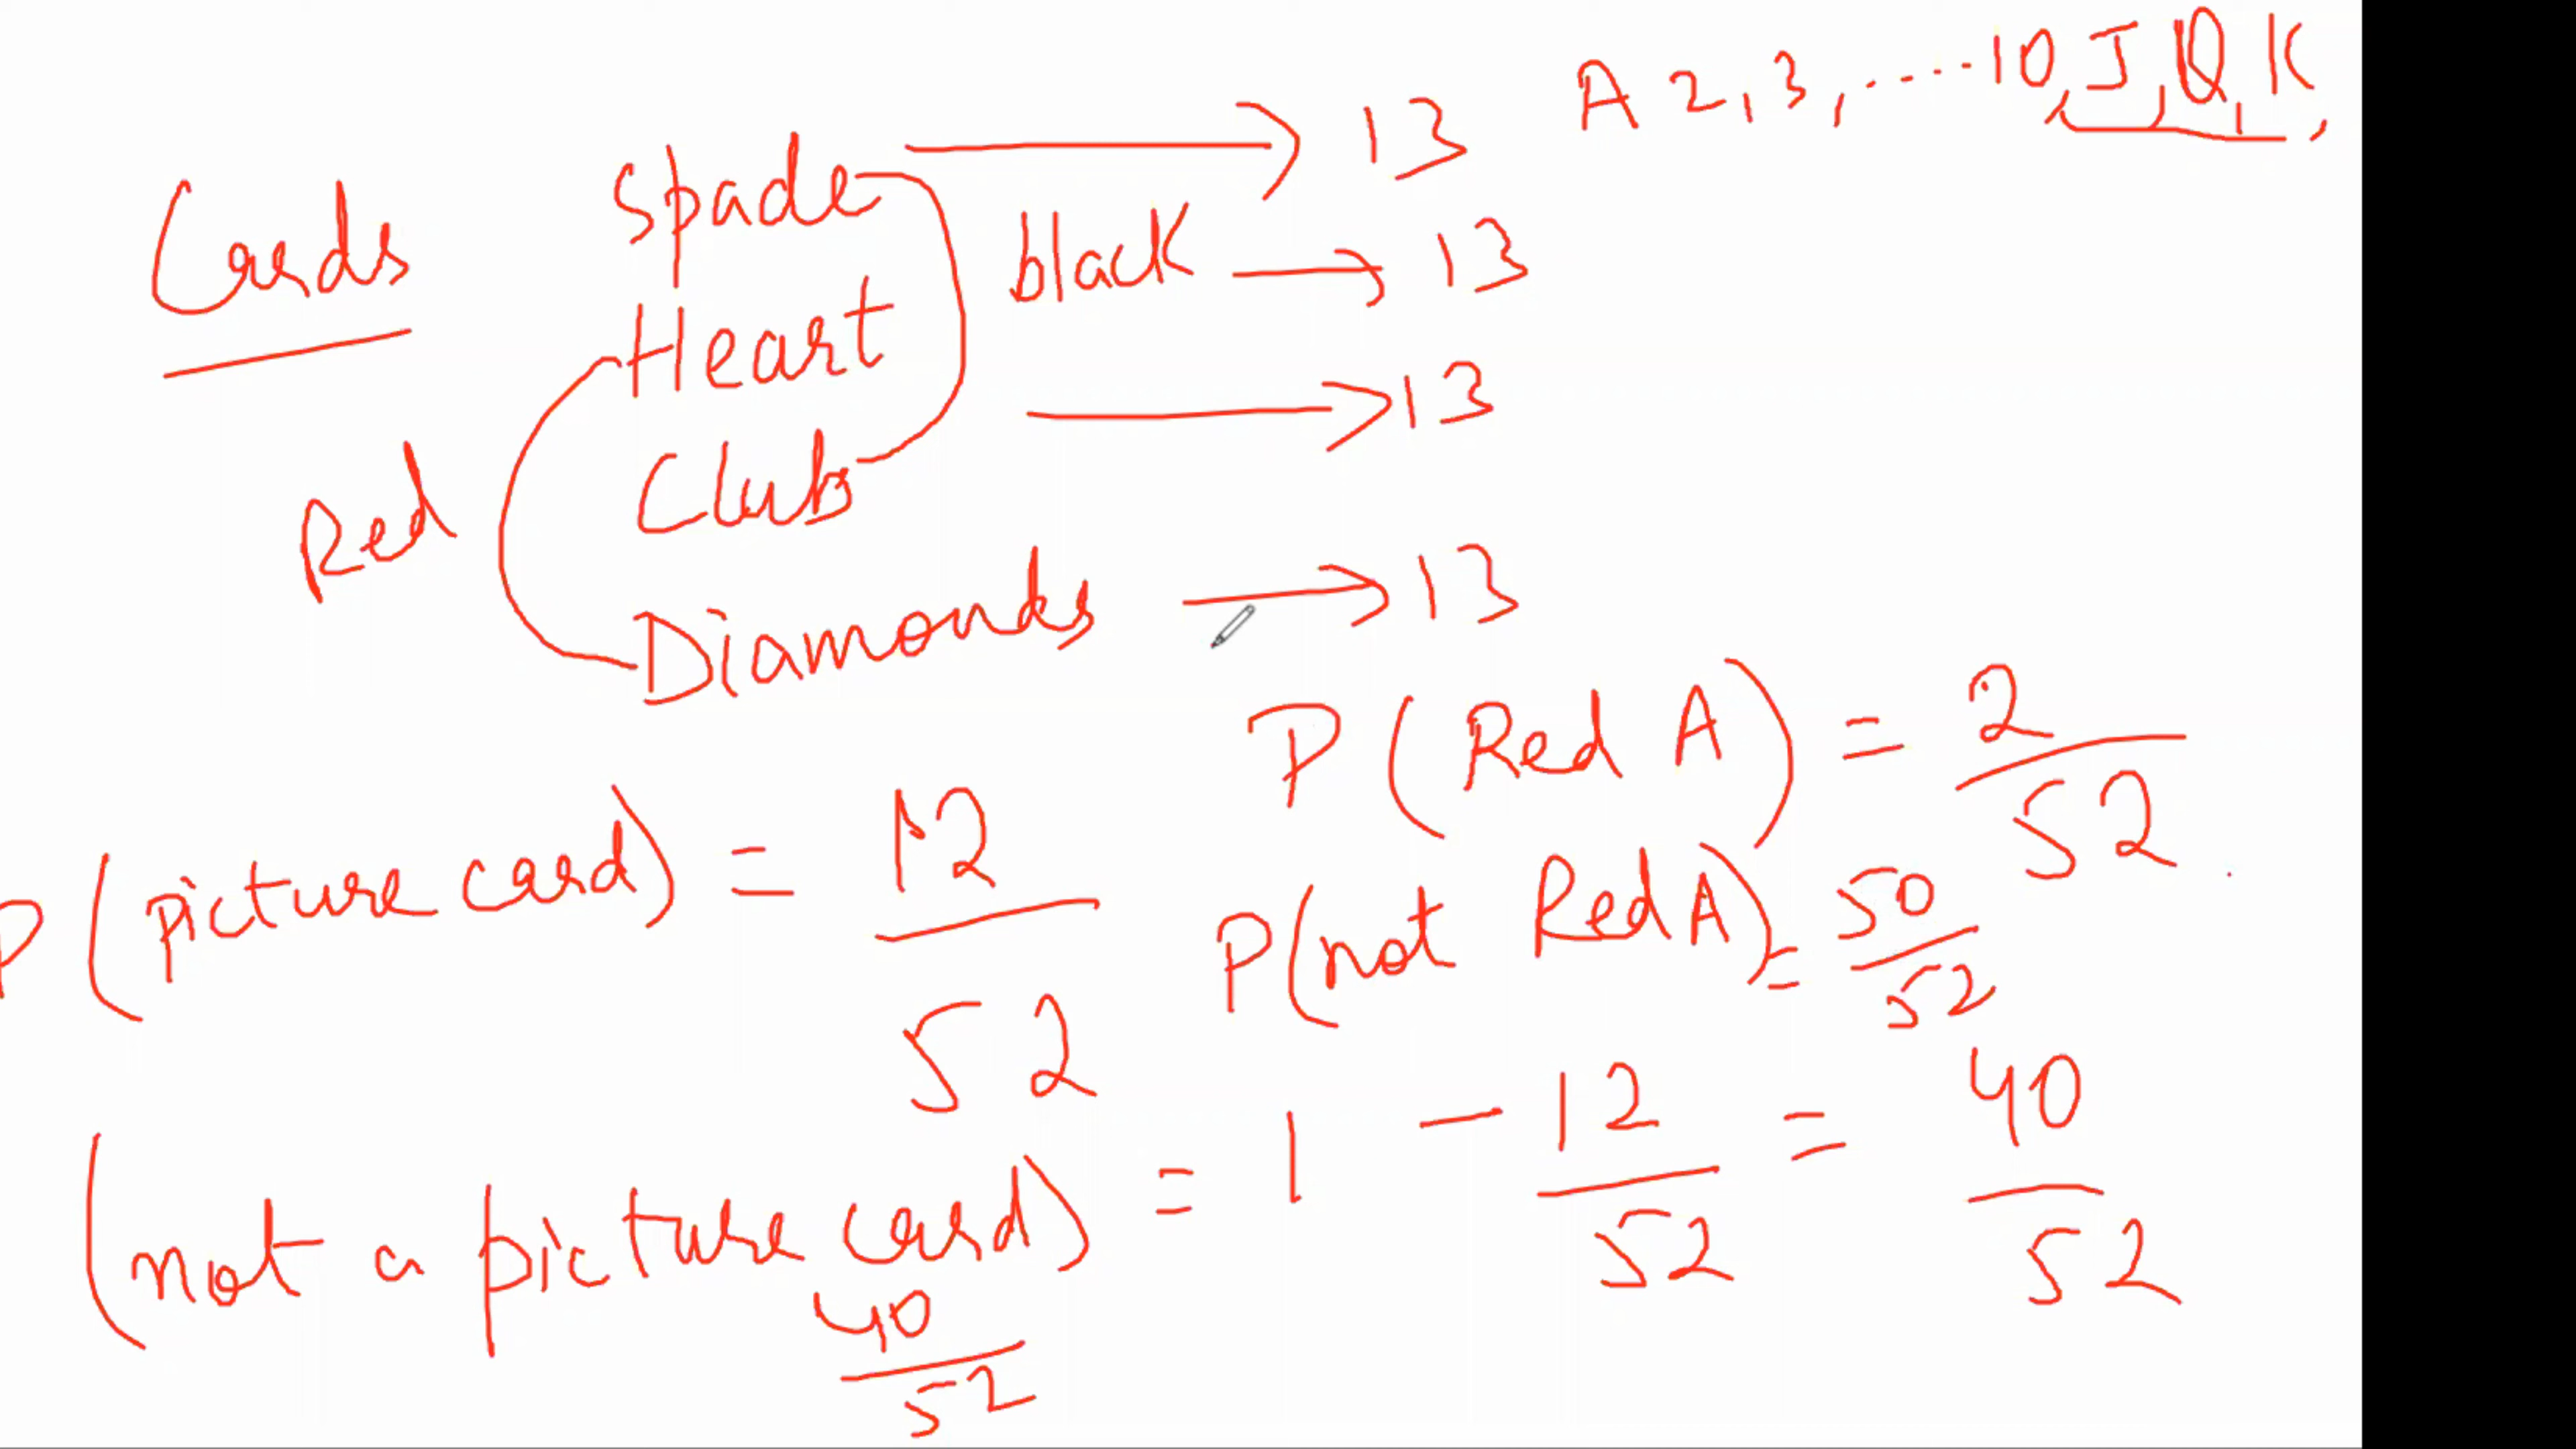 A 2, 3, ....10, J, Q, K,
Spade → 13
Cards
black → 13
Heart
→ 13
Club
Red
Diamonds → 13
P(Red A) = 2/52
P(picture card) = 12/52
P(not Red A) = 50/52
(not a picture card) = 1 - 12/52 = 40/52
40/52